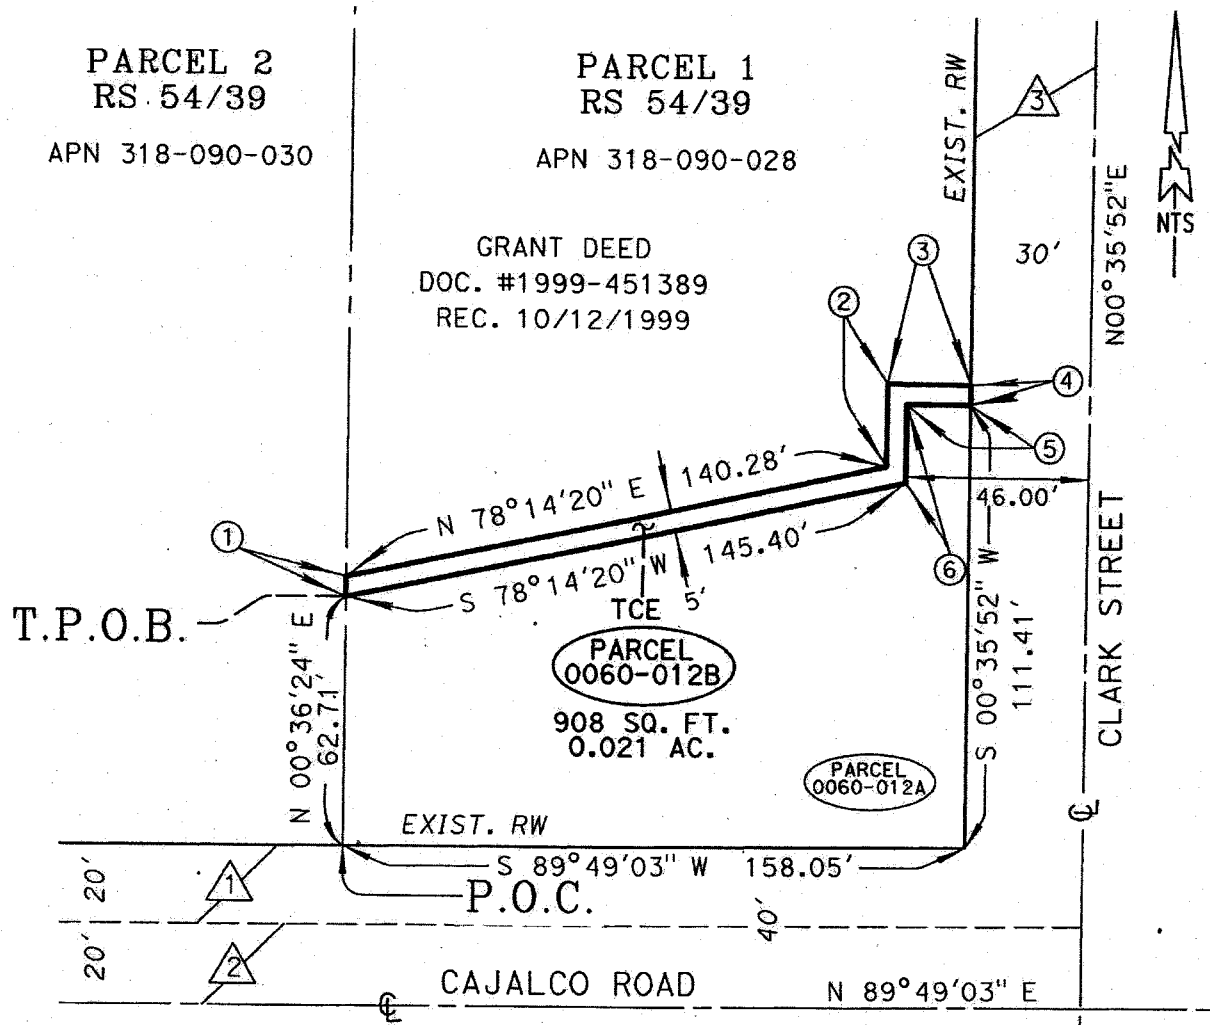 PARCEL 2
RS 54/39
APN 318-090-030
PARCEL 1
RS 54/39
APN 318-090-028
GRANT DEED
DOC. #1999-451389
REC. 10/12/1999
EXIST. RW
3
NTS
30'
N00°35'52"E
3
2
4
5
46.00'
6
N 78°14'20" E 140.28'
1
S 78°14'20" W 145.40'
5'
T.P.O.B.
TCE
PARCEL
0060-012B
908 SQ. FT.
0.021 AC.
N 00°36'24" E
62.71'
S 00°35'52" W
111.41'
CLARK STREET
PARCEL
0060-012A
CL
EXIST. RW
S 89°49'03" W 158.05'
P.O.C.
20'
1
40'
20'
2
CAJALCO ROAD
N 89°49'03" E
CL